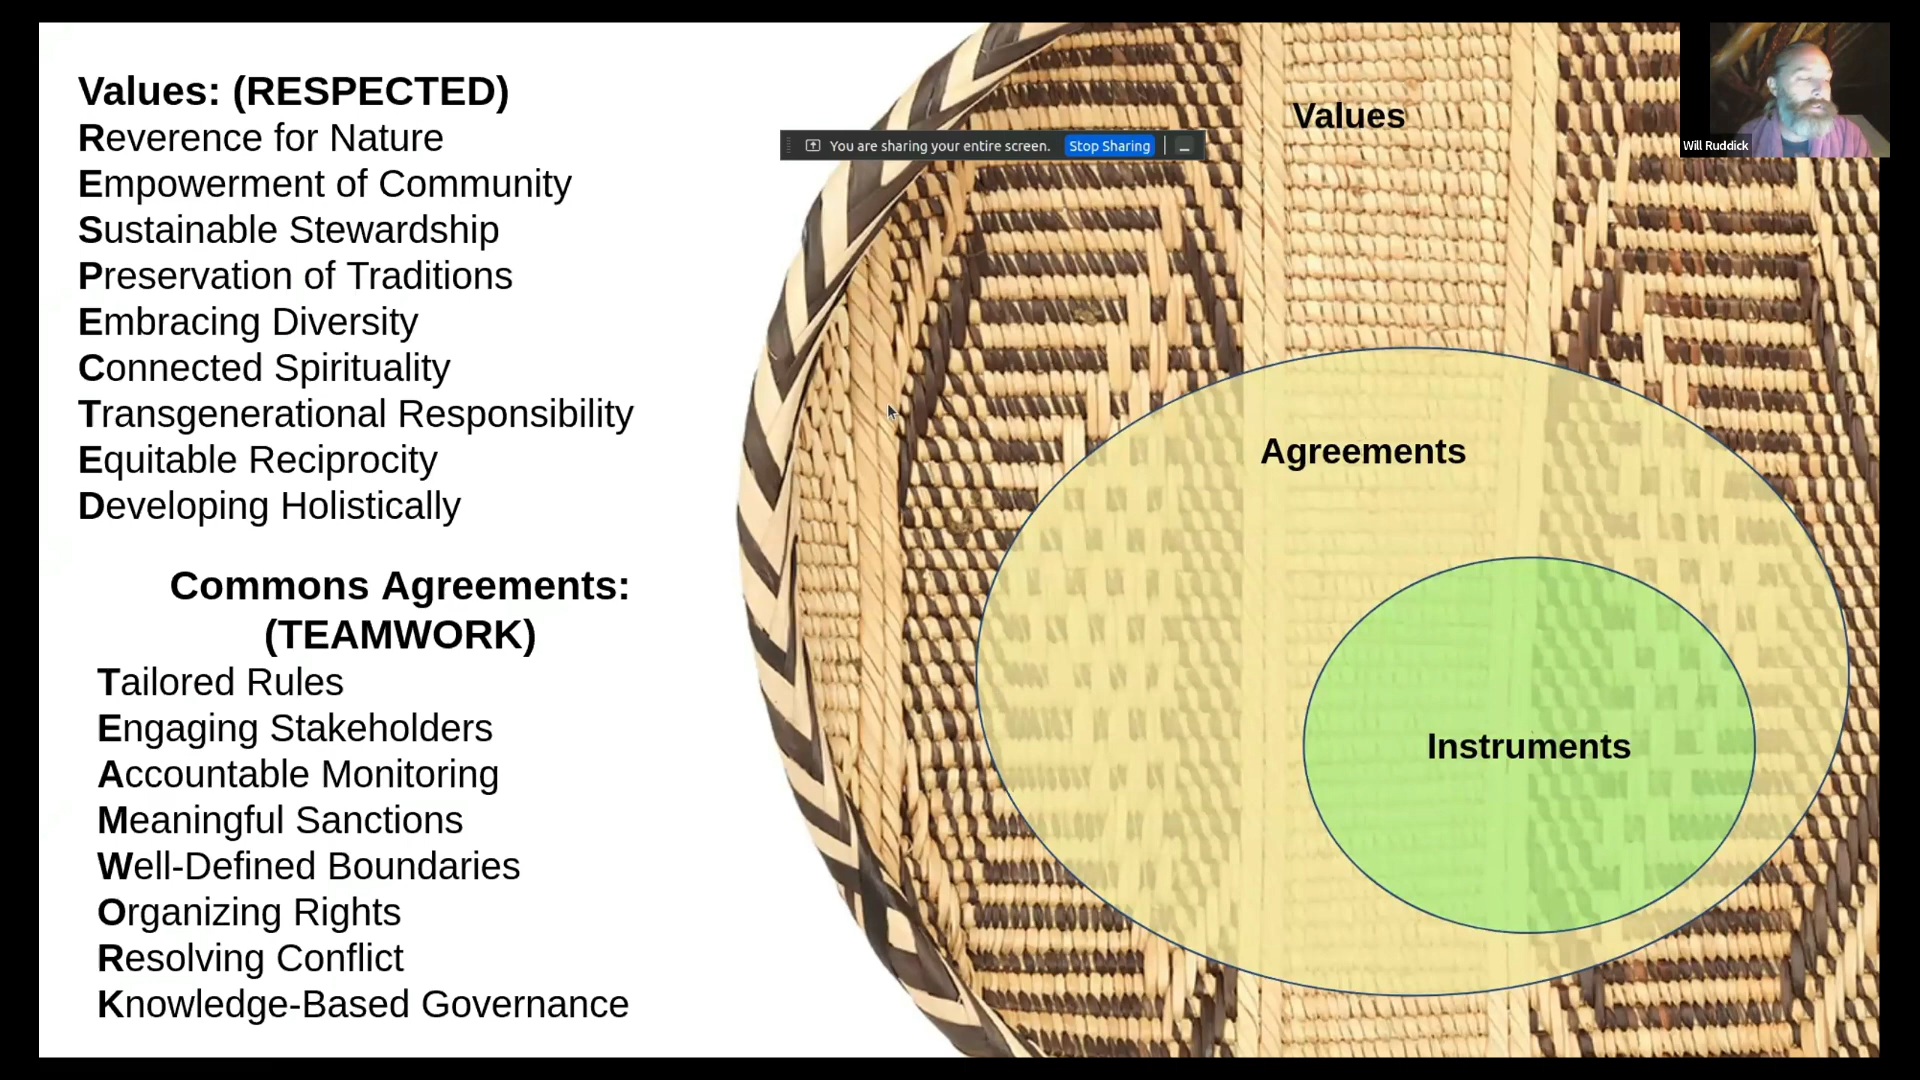 Values: (RESPECTED)
Reverence for Nature
Empowerment of Community
Sustainable Stewardship
Preservation of Traditions
Embracing Diversity
Connected Spirituality
Transgenerational Responsibility
Equitable Reciprocity
Developing Holistically
Commons Agreements:
(TEAMWORK)
Tailored Rules
Engaging Stakeholders
Accountable Monitoring
Meaningful Sanctions
Well-Defined Boundaries
Organizing Rights
Resolving Conflict
Knowledge-Based Governance
You are sharing your entire screen. Stop Sharing
Values
Agreements
Instruments
Will Ruddick